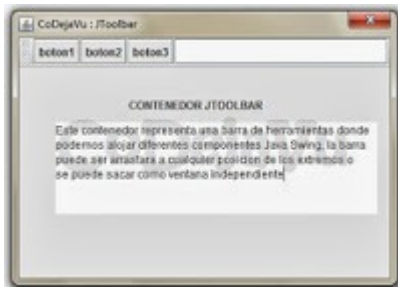 CoDejaVu : JToolbar
boton1 boton2 boton3
CONTENEDOR JTOOLBAR
Este contenedor representa una barra de herramientas donde
podemos alojar diferentes componentes Java Swing, la barra
puede ser arrastara a cualquier posicion de los extremos o
se puede sacar como ventana independiente